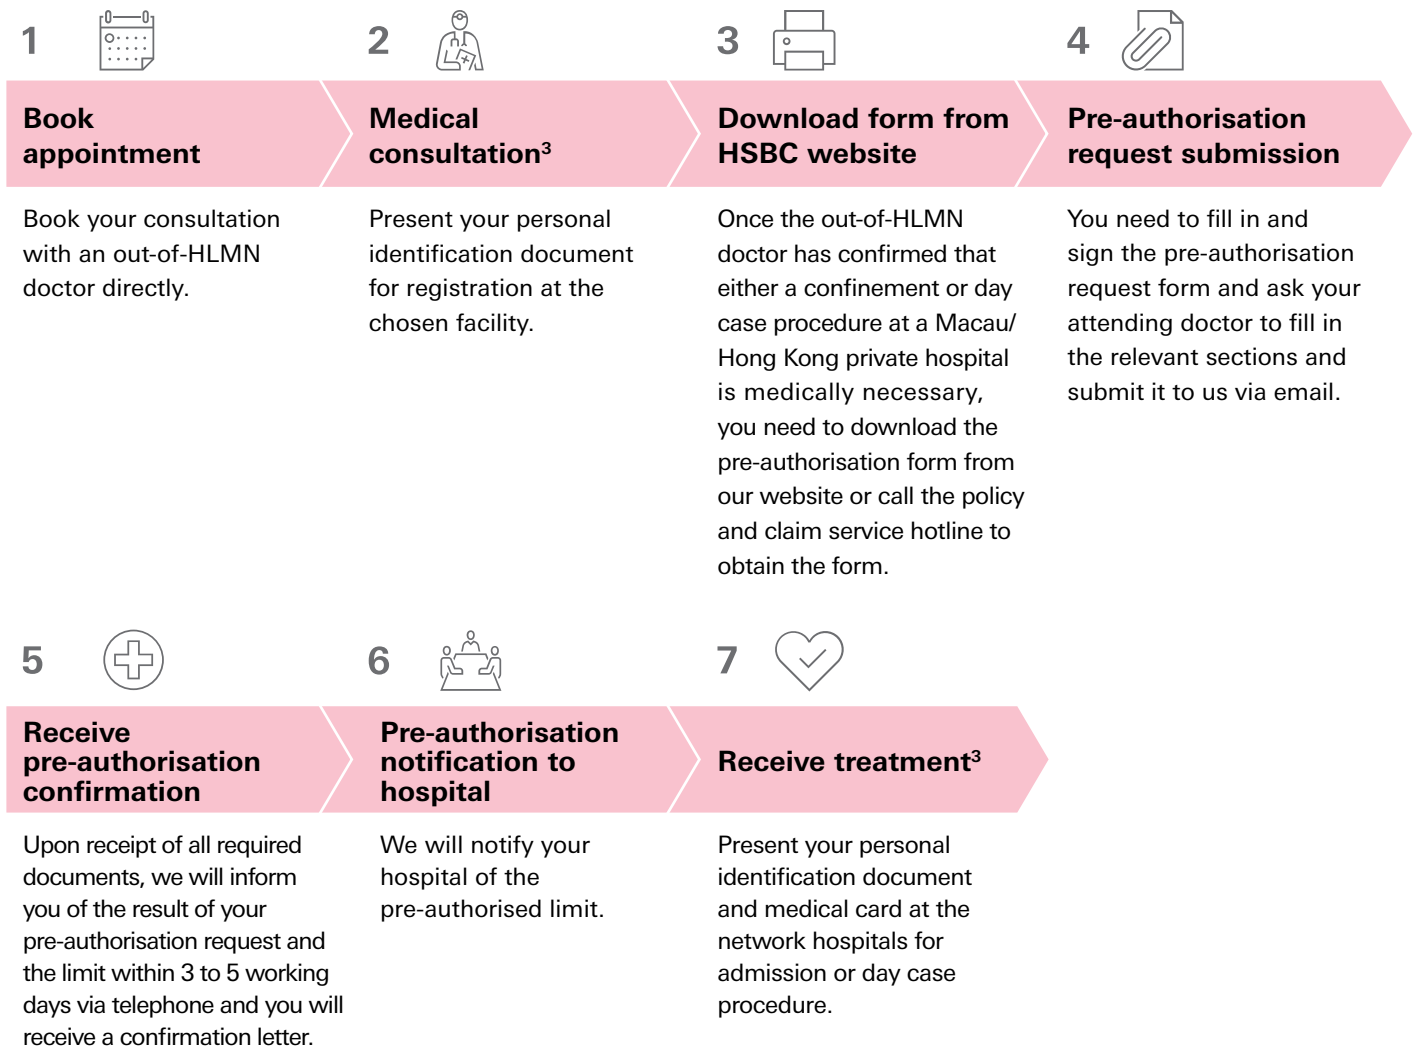 1
Book
appointment
Book your consultation
with an out-of-HLMN
doctor directly.
2
Medical
consultation³
Present your personal
identification document
for registration at the
chosen facility.
3
Download form from
HSBC website
Once the out-of-HLMN
doctor has confirmed that
either a confinement or day
case procedure at a Macau/
Hong Kong private hospital
is medically necessary,
you need to download the
pre-authorisation form from
our website or call the policy
and claim service hotline to
obtain the form.
4
Pre-authorisation
request submission
You need to fill in and
sign the pre-authorisation
request form and ask your
attending doctor to fill in
the relevant sections and
submit it to us via email.
5
Receive
pre-authorisation
confirmation
Upon receipt of all required
documents, we will inform
you of the result of your
pre-authorisation request and
the limit within 3 to 5 working
days via telephone and you will
receive a confirmation letter.
6
Pre-authorisation
notification to
hospital
We will notify your
hospital of the
pre-authorised limit.
7
Receive treatment³
Present your personal
identification document
and medical card at the
network hospitals for
admission or day case
procedure.